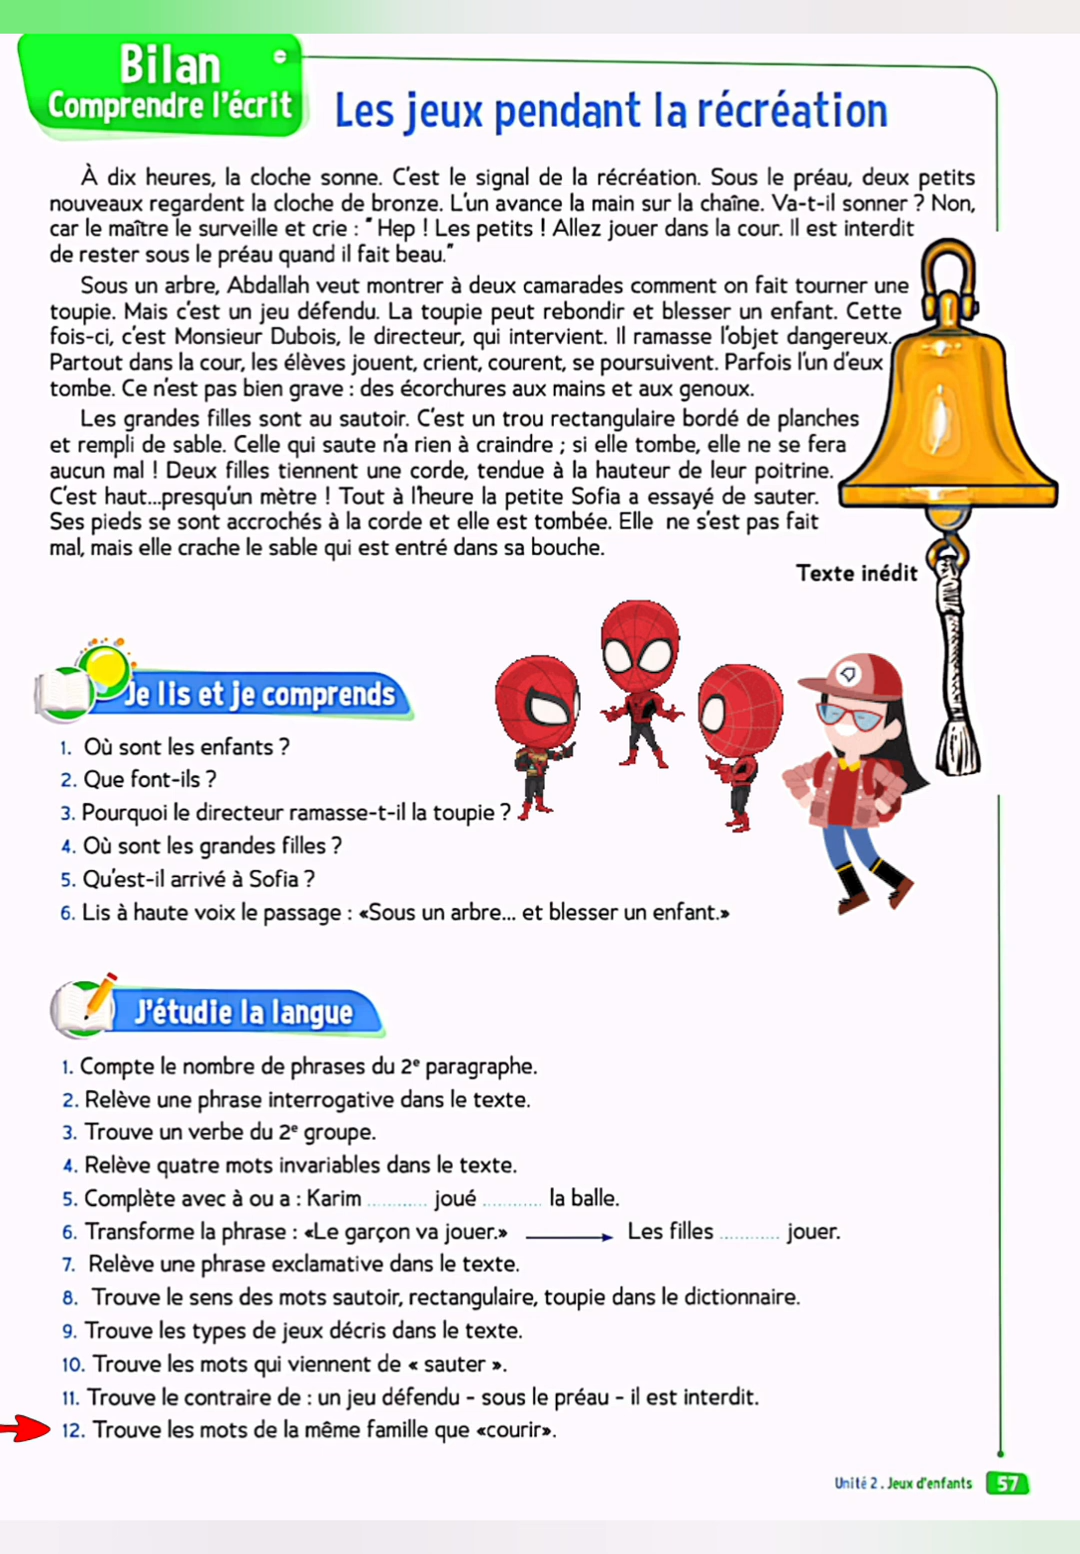 Bilan
Comprendre l'écrit
Les jeux pendant la récréation
À dix heures, la cloche sonne. C'est le signal de la récréation. Sous le préau, deux petits
nouveaux regardent la cloche de bronze. L'un avance la main sur la chaîne. Va-t-il sonner ? Non,
car le maître le surveille et crie : " Hep ! Les petits ! Allez jouer dans la cour. Il est interdit
de rester sous le préau quand il fait beau."
Sous un arbre, Abdallah veut montrer à deux camarades comment on fait tourner une
toupie. Mais c'est un jeu défendu. La toupie peut rebondir et blesser un enfant. Cette
fois-ci, c'est Monsieur Dubois, le directeur, qui intervient. Il ramasse l'objet dangereux.
Partout dans la cour, les élèves jouent, crient, courent, se poursuivent. Parfois l'un d'eux
tombe. Ce n'est pas bien grave : des écorchures aux mains et aux genoux.
Les grandes filles sont au sautoir. C'est un trou rectangulaire bordé de planches
et rempli de sable. Celle qui saute n'a rien à craindre ; si elle tombe, elle ne se fera
aucun mal ! Deux filles tiennent une corde, tendue à la hauteur de leur poitrine.
C'est haut...presqu'un mètre ! Tout à l'heure la petite Sofia a essayé de sauter.
Ses pieds se sont accrochés à la corde et elle est tombée. Elle ne s'est pas fait
mal, mais elle crache le sable qui est entré dans sa bouche.
Texte inédit
Je lis et je comprends
1. Où sont les enfants ?
2. Que font-ils ?
3. Pourquoi le directeur ramasse-t-il la toupie ?
4. Où sont les grandes filles ?
5. Qu'est-il arrivé à Sofia ?
6. Lis à haute voix le passage : «Sous un arbre... et blesser un enfant.»
J'étudie la langue
1. Compte le nombre de phrases du 2e paragraphe.
2. Relève une phrase interrogative dans le texte.
3. Trouve un verbe du 2e groupe.
4. Relève quatre mots invariables dans le texte.
5. Complète avec à ou a : Karim ........... joué ........... la balle.
6. Transforme la phrase : «Le garçon va jouer.» → Les filles ........... jouer.
7. Relève une phrase exclamative dans le texte.
8. Trouve le sens des mots sautoir, rectangulaire, toupie dans le dictionnaire.
9. Trouve les types de jeux décris dans le texte.
10. Trouve les mots qui viennent de « sauter ».
11. Trouve le contraire de : un jeu défendu - sous le préau - il est interdit.
12. Trouve les mots de la même famille que «courir».
Unité 2 . Jeux d'enfants 57